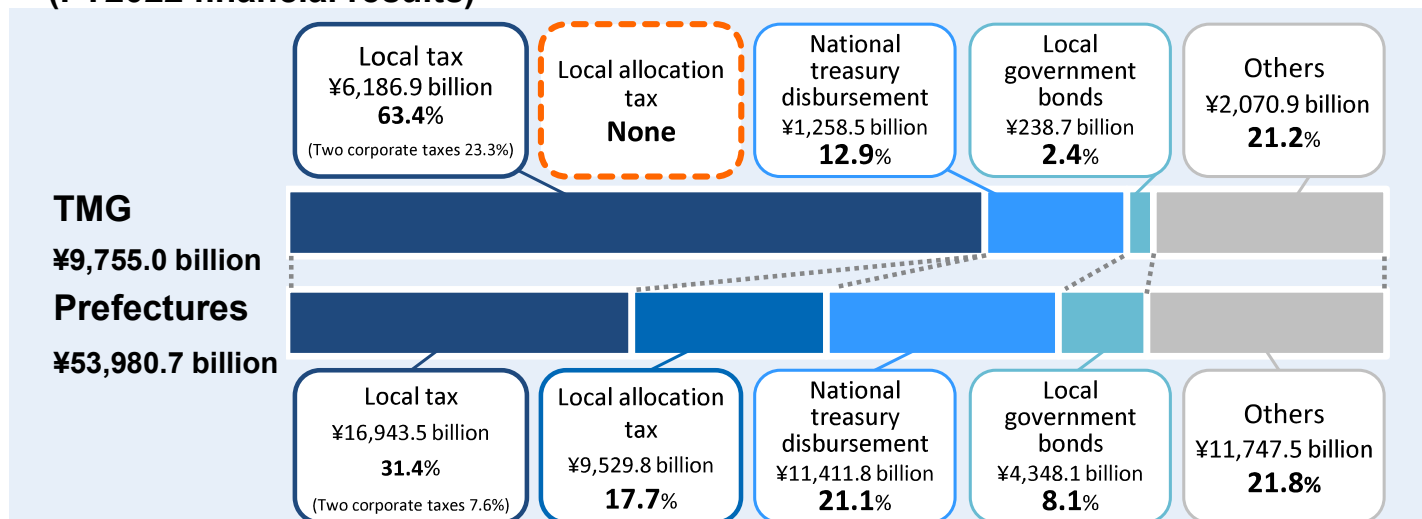 (FY2022 financial results)
Local tax
¥6,186.9 billion
63.4%
(Two corporate taxes 23.3%)
Local allocation
tax
None
National
treasury
disbursement
¥1,258.5 billion
12.9%
Local
government
bonds
¥238.7 billion
2.4%
Others
¥2,070.9 billion
21.2%
TMG
¥9,755.0 billion
Prefectures
¥53,980.7 billion
Local tax
¥16,943.5 billion
31.4%
(Two corporate taxes 7.6%)
Local allocation
tax
¥9,529.8 billion
17.7%
National
treasury
disbursement
¥11,411.8 billion
21.1%
Local
government
bonds
¥4,348.1 billion
8.1%
Others
¥11,747.5 billion
21.8%